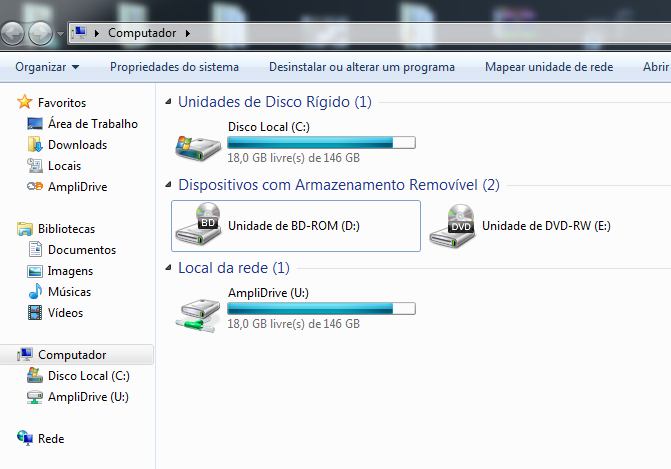 Computador
Organizar
Propriedades do sistema
Desinstalar ou alterar um programa
Mapear unidade de rede
Abrir
Favoritos
Área de Trabalho
Downloads
Locais
AmpliDrive
Bibliotecas
Documentos
Imagens
Músicas
Vídeos
Computador
Disco Local (C:)
AmpliDrive (U:)
Rede
Unidades de Disco Rígido (1)
Disco Local (C:)
18,0 GB livre(s) de 146 GB
Dispositivos com Armazenamento Removível (2)
BD
Unidade de BD-ROM (D:)
DVD
Unidade de DVD-RW (E:)
Local da rede (1)
AmpliDrive (U:)
18,0 GB livre(s) de 146 GB